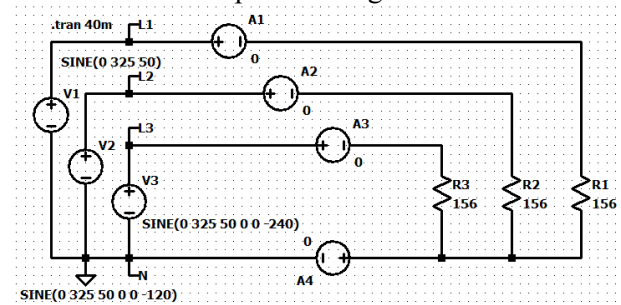 .tran 40m
L1
A1
0
SINE(0 325 50)
L2
A2
0
V1
L3
A3
0
V2
V3
R3
156
R2
156
R1
156
SINE(0 325 50 0 0 -240)
0
N
A4
SINE(0 325 50 0 0 -120)